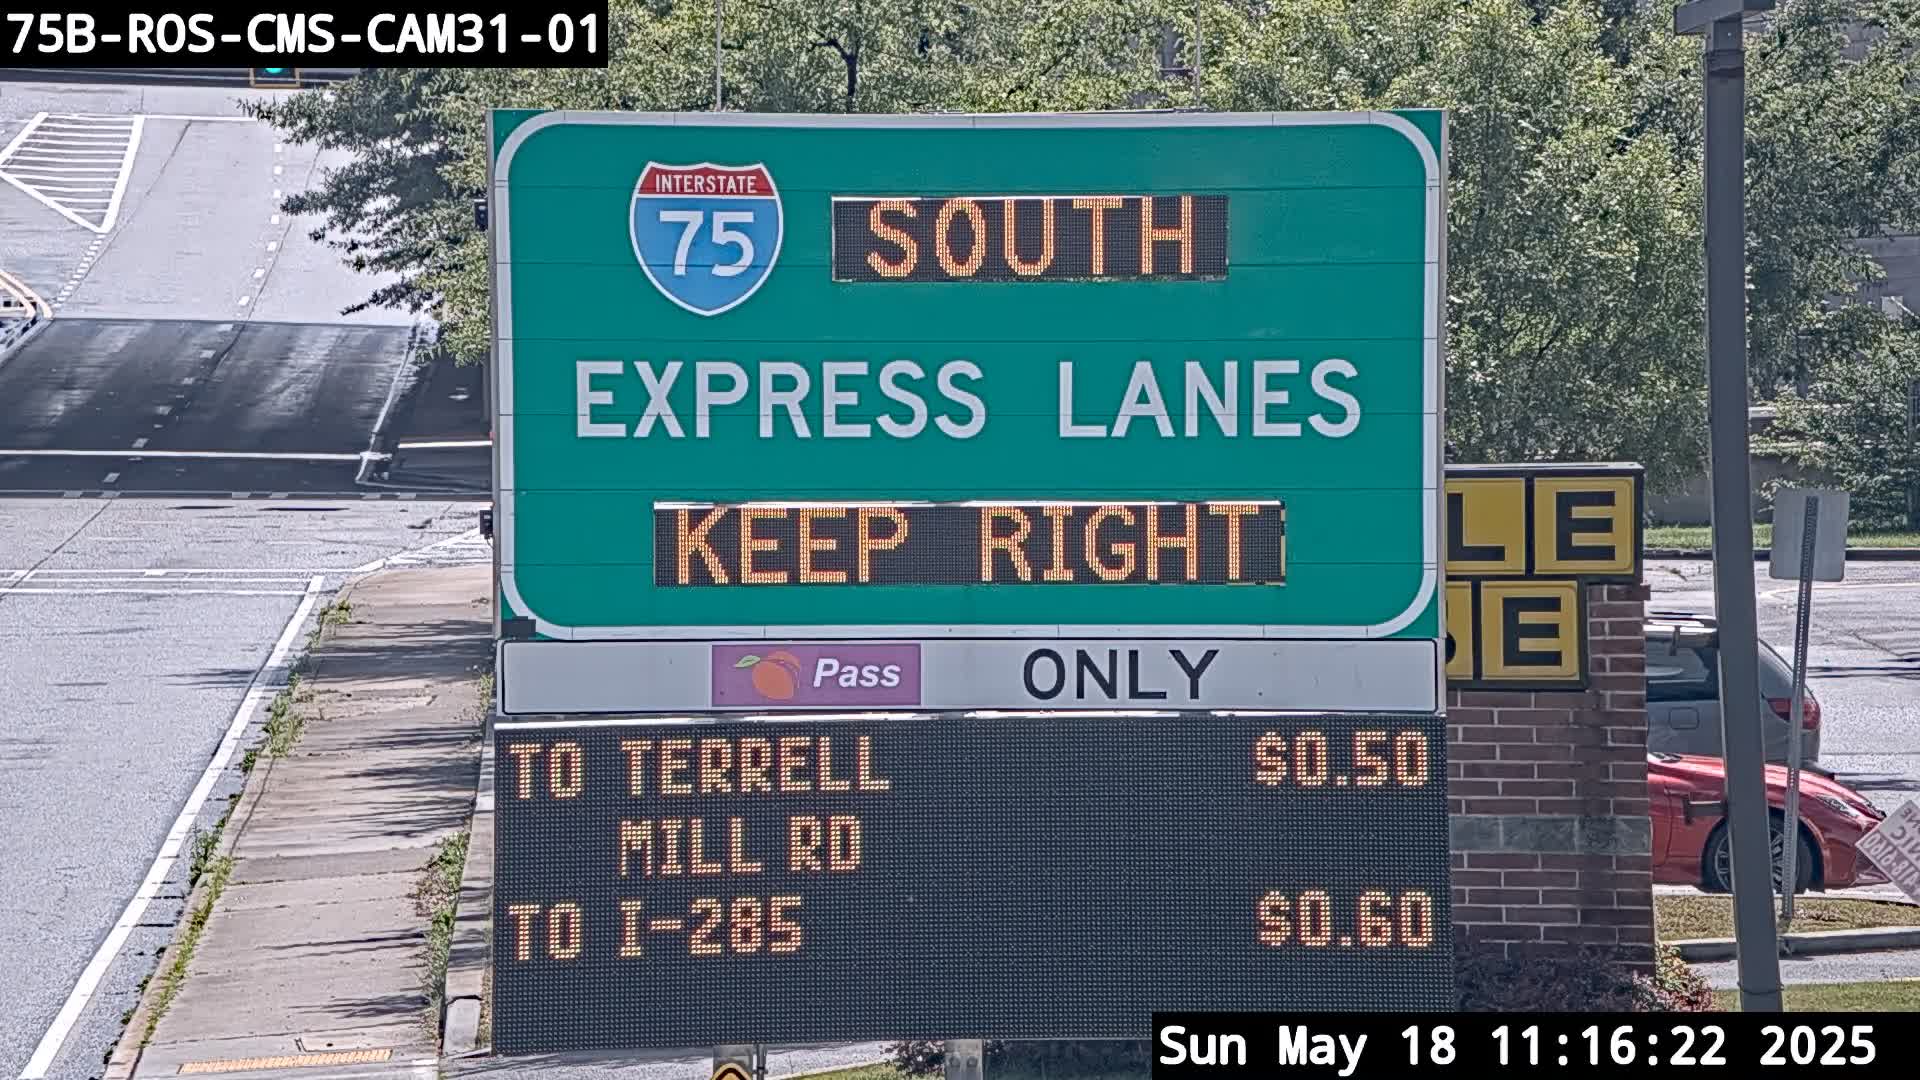 75B-ROS-CMS-CAM31-01
INTERSTATE
75
SOUTH
EXPRESS LANES
KEEP RIGHT
Pass ONLY
TO TERRELL $0.50
MILL RD
TO I-285 $0.60
LE
E
Sun May 18 11:16:22 2025